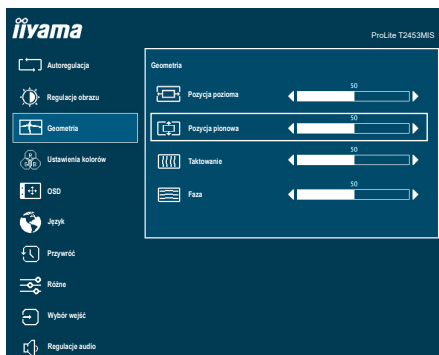 iiyama
ProLite T2453MIS
Autoregulacja
Regulacje obrazu
Geometria
Ustawienia kolorów
OSD
Język
Przywróć
Różne
Wybór wejść
Regulacje audio
Geometria
Pozycja pozioma
50
Pozycja pionowa
50
Taktowanie
50
Faza
50